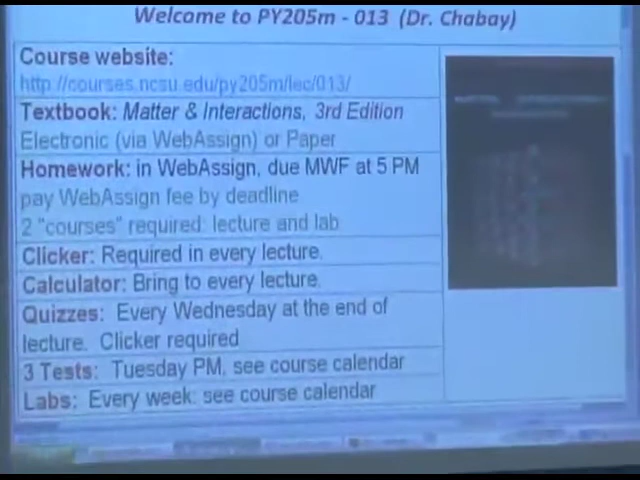 Welcome to PY205m - 013 (Dr. Chabay)
Course website:
http://courses.ncsu.edu/py205m/lec/013/
Textbook: Matter & Interactions, 3rd Edition
Electronic (via WebAssign) or Paper
Homework: in WebAssign, due MWF at 5 PM
pay WebAssign fee by deadline
2 "courses" required: lecture and lab
Clicker: Required in every lecture.
Calculator: Bring to every lecture.
Quizzes: Every Wednesday at the end of
lecture. Clicker required
3 Tests: Tuesday PM, see course calendar
Labs: Every week: see course calendar